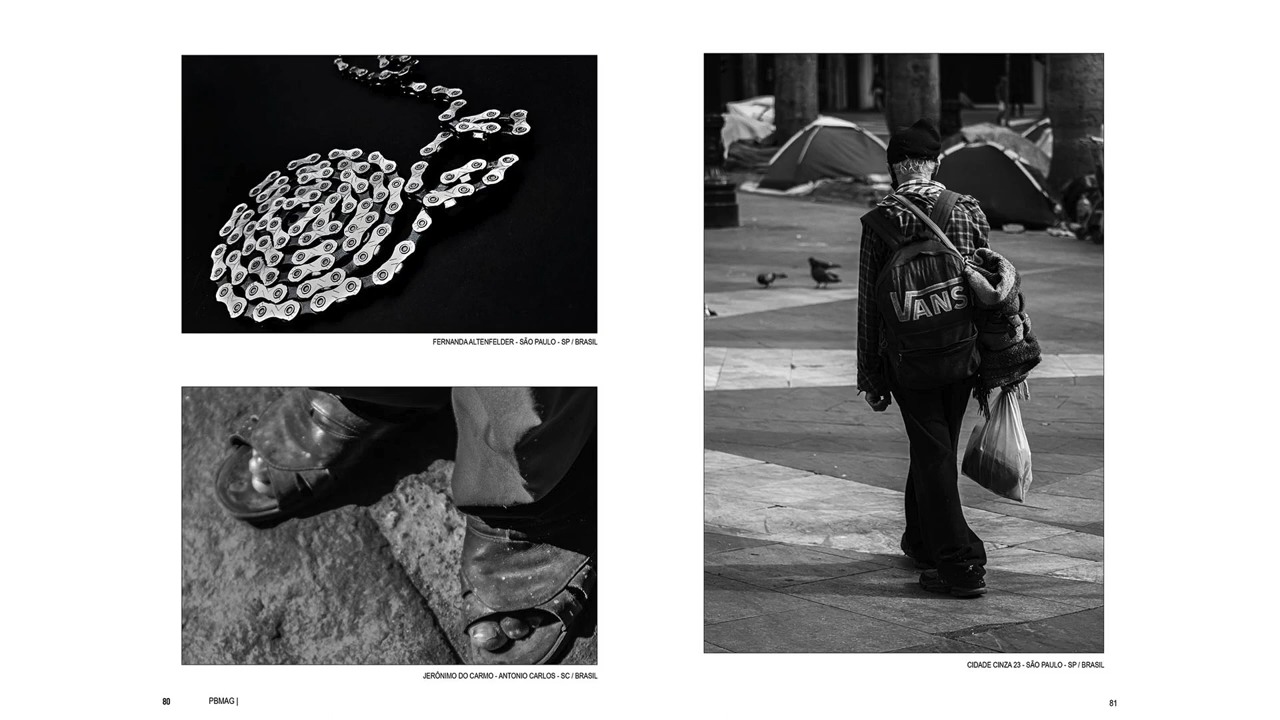 FERNANDA ALTENFELDER - SÃO PAULO - SP / BRASIL
JERÔNIMO DO CARMO - ANTONIO CARLOS - SC / BRASIL
80 PBMAG |
VANS
CIDADE CINZA 23 - SÃO PAULO - SP / BRASIL
81